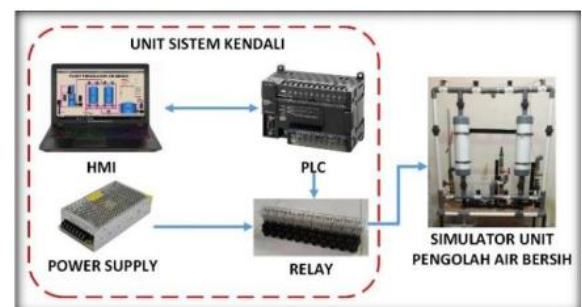 UNIT SISTEM KENDALI
HMI
PLC
POWER SUPPLY
RELAY
SIMULATOR UNIT
PENGOLAH AIR BERSIH